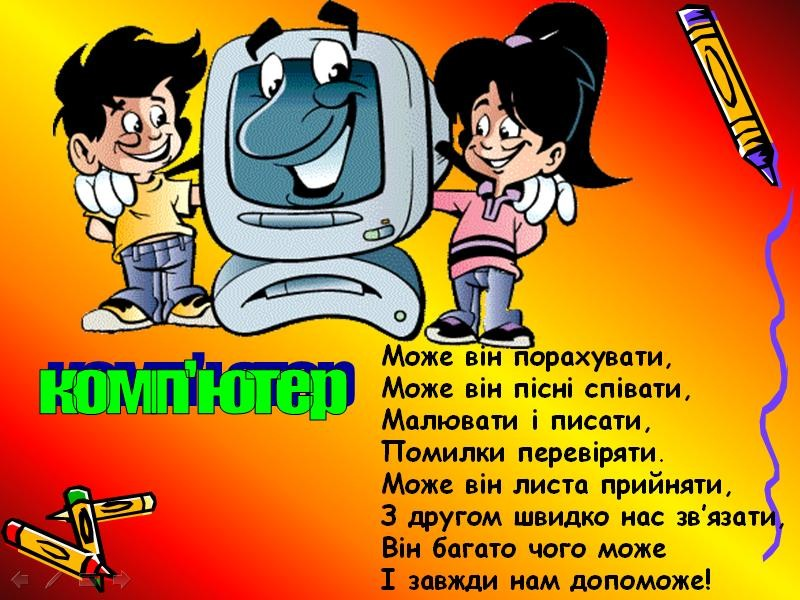 комп'ютер
Може він порахувати,
Може він пісні співати,
Малювати і писати,
Помилки перевіряти.
Може він листа прийняти,
З другом швидко нас зв’язати,
Він багато чого може
І завжди нам допоможе!